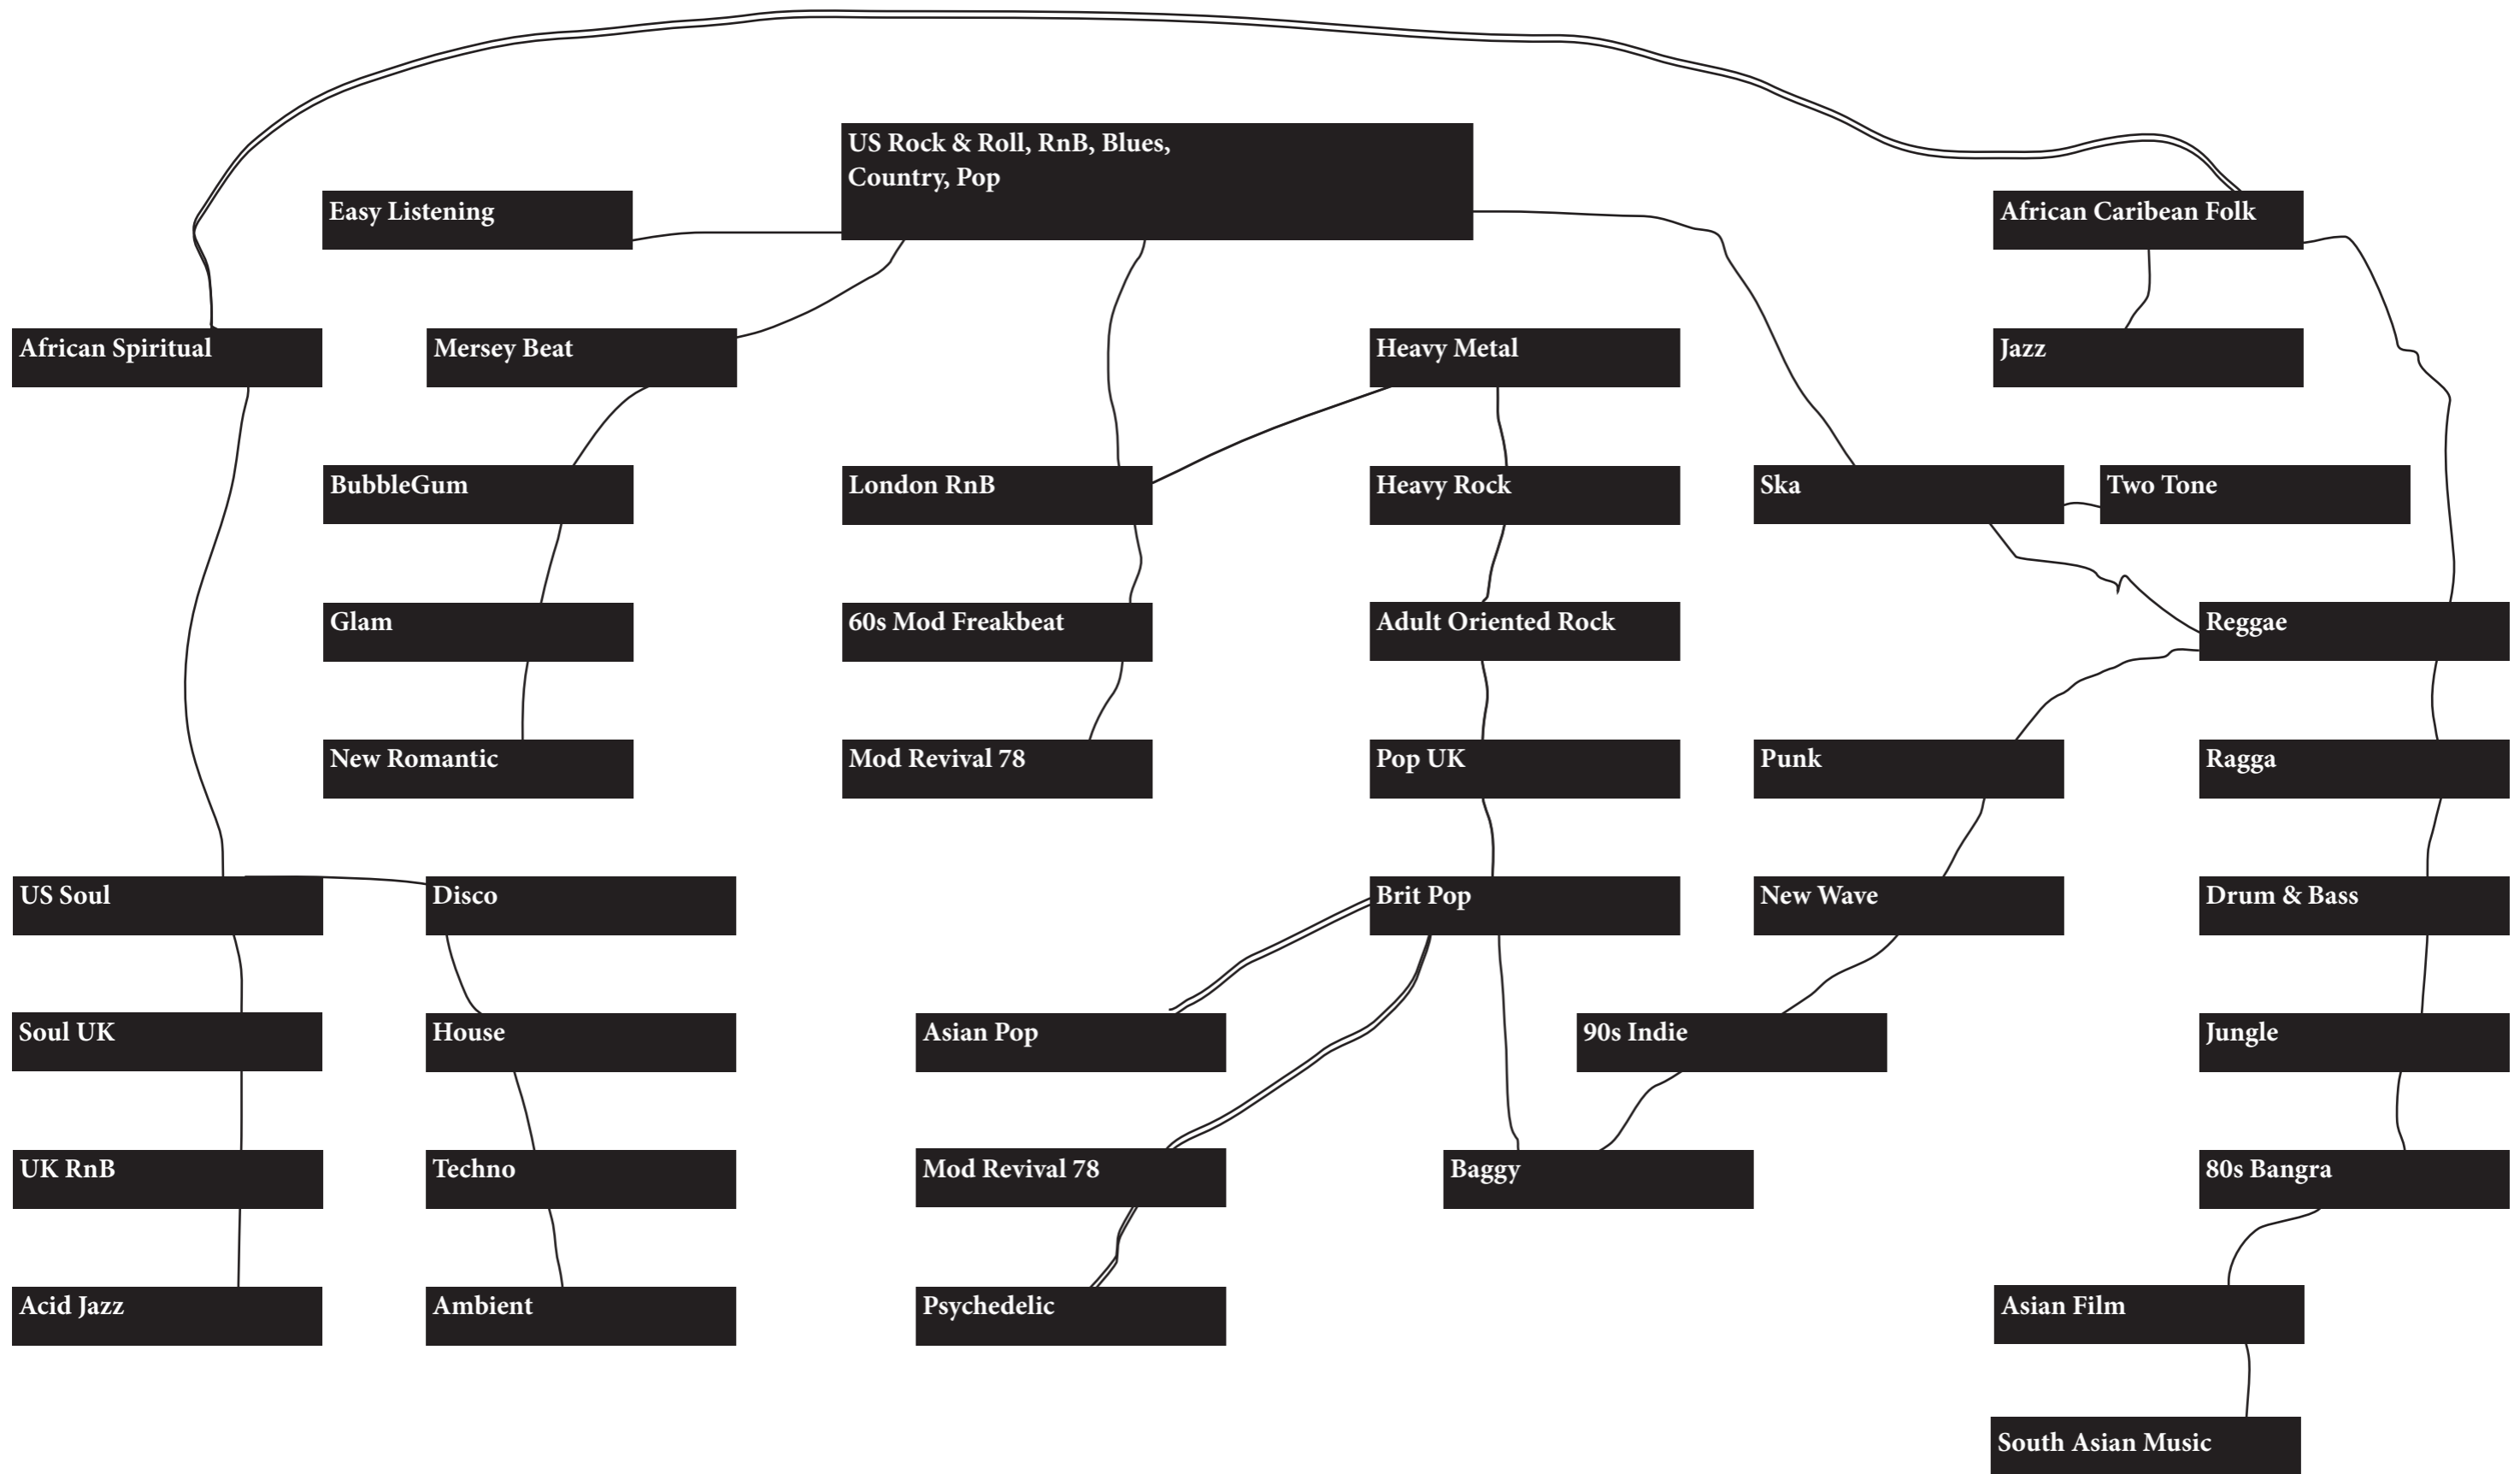 US Rock & Roll, RnB, Blues,
Country, Pop
Easy Listening
African Caribean Folk
African Spiritual
Mersey Beat
Heavy Metal
Jazz
BubbleGum
London RnB
Heavy Rock
Ska
Two Tone
Glam
60s Mod Freakbeat
Adult Oriented Rock
Reggae
New Romantic
Mod Revival 78
Pop UK
Punk
Ragga
US Soul
Disco
Brit Pop
New Wave
Drum & Bass
Soul UK
House
Asian Pop
90s Indie
Jungle
UK RnB
Techno
Mod Revival 78
Baggy
80s Bangra
Acid Jazz
Ambient
Psychedelic
Asian Film
South Asian Music